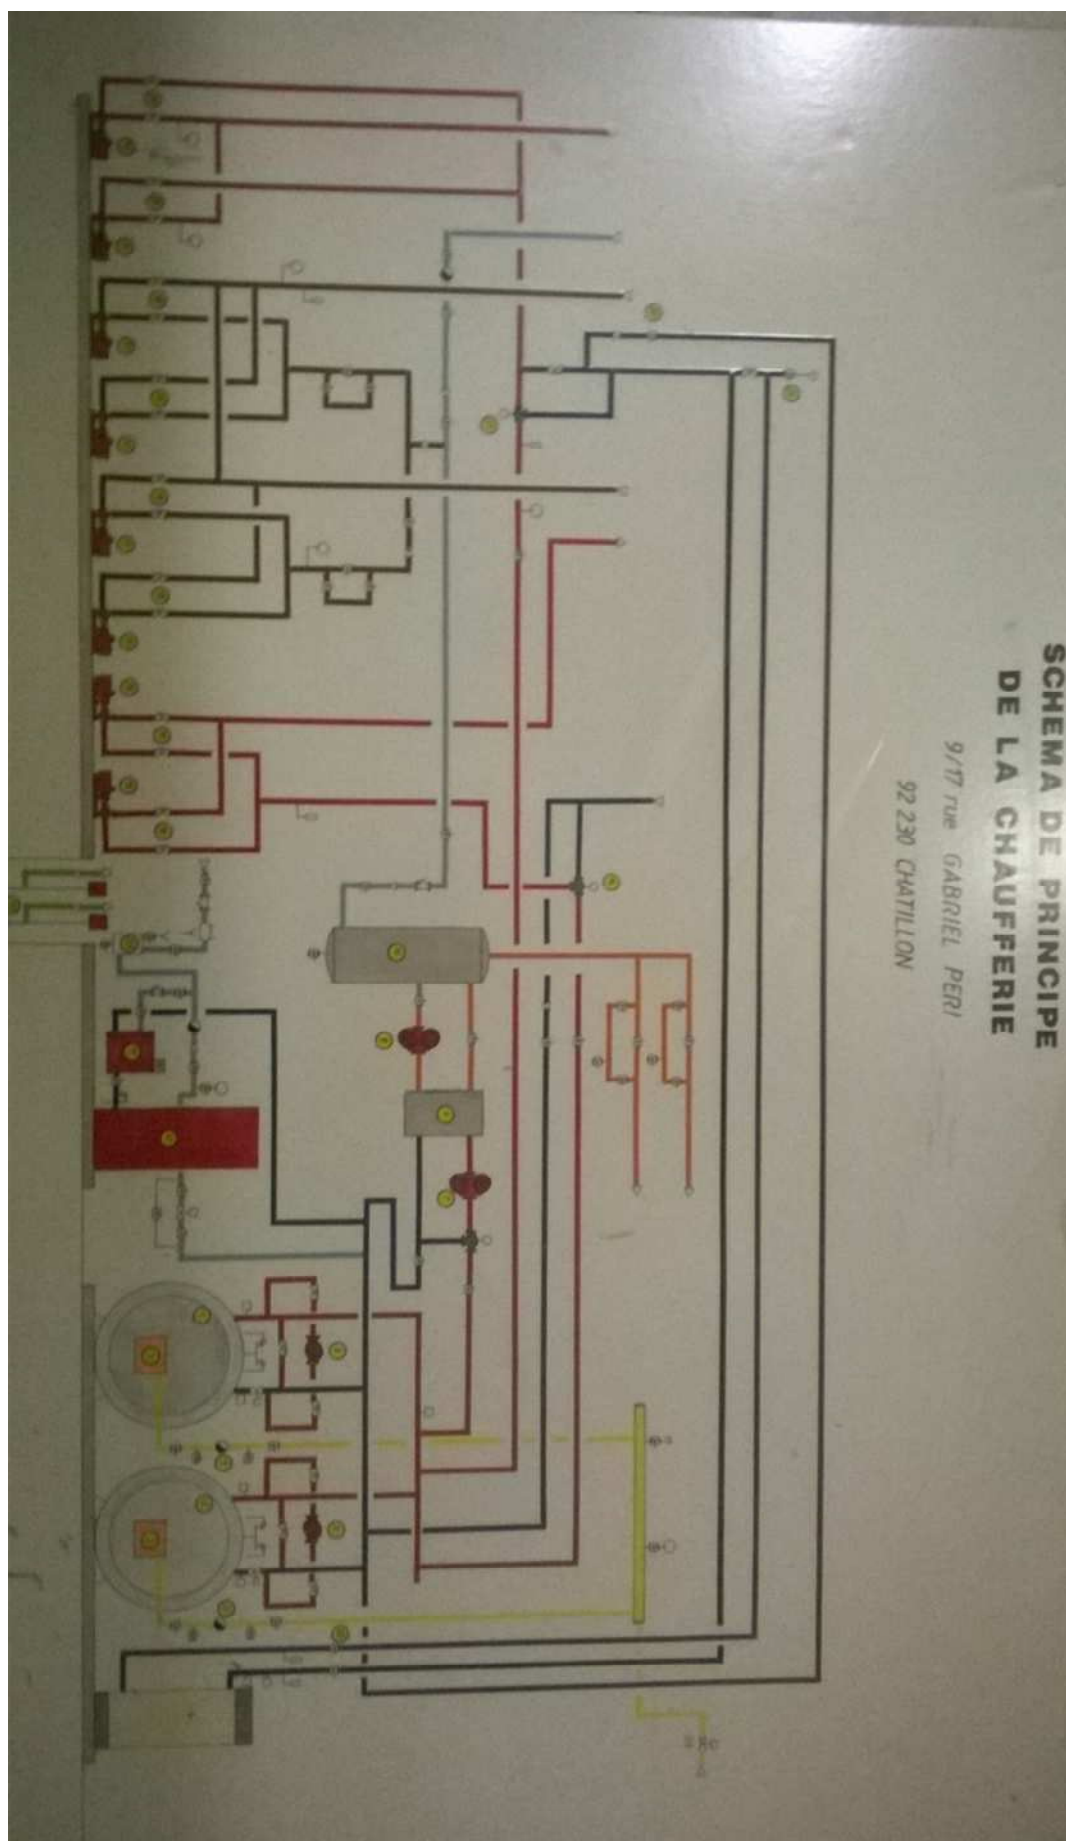 SCHEMA DE PRINCIPE
DE LA CHAUFFERIE
9/17 rue GABRIEL PERI
92 230 CHATILLON